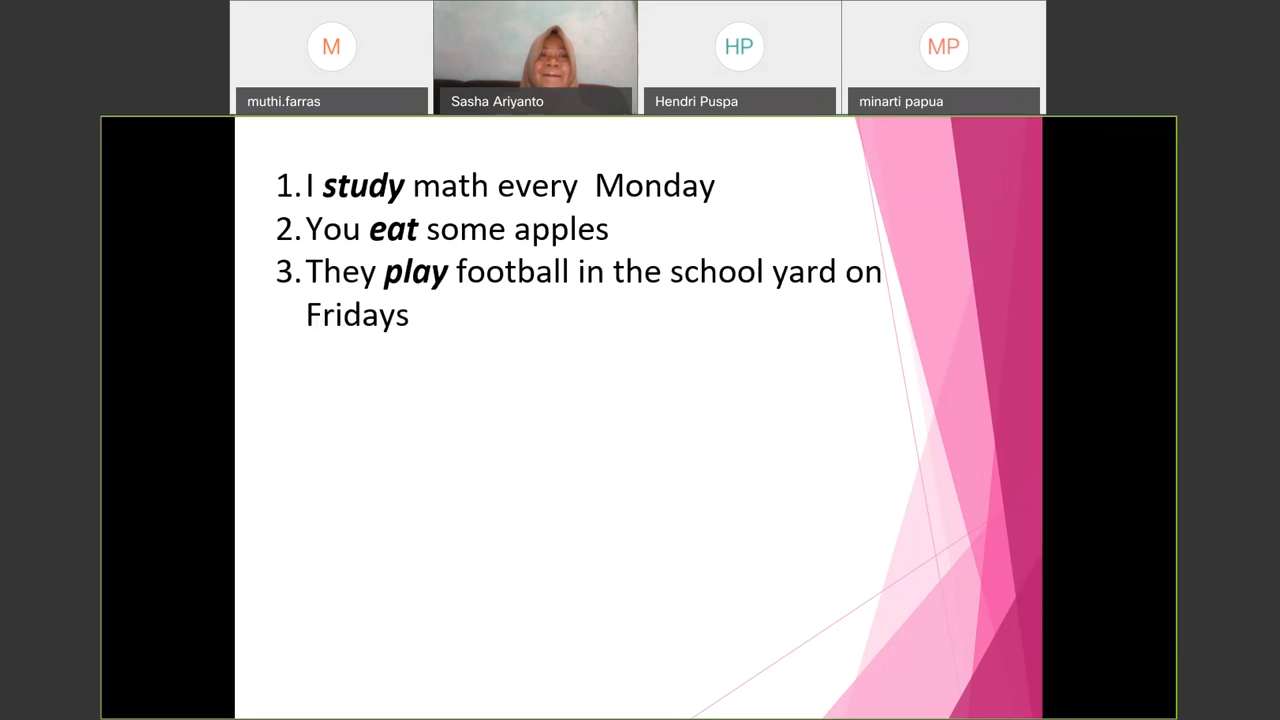 M
HP
MP
muthi.farras
Sasha Ariyanto
Hendri Puspa
minarti papua
1. I study math every  Monday
2. You eat some apples
3. They play football in the school yard on
Fridays